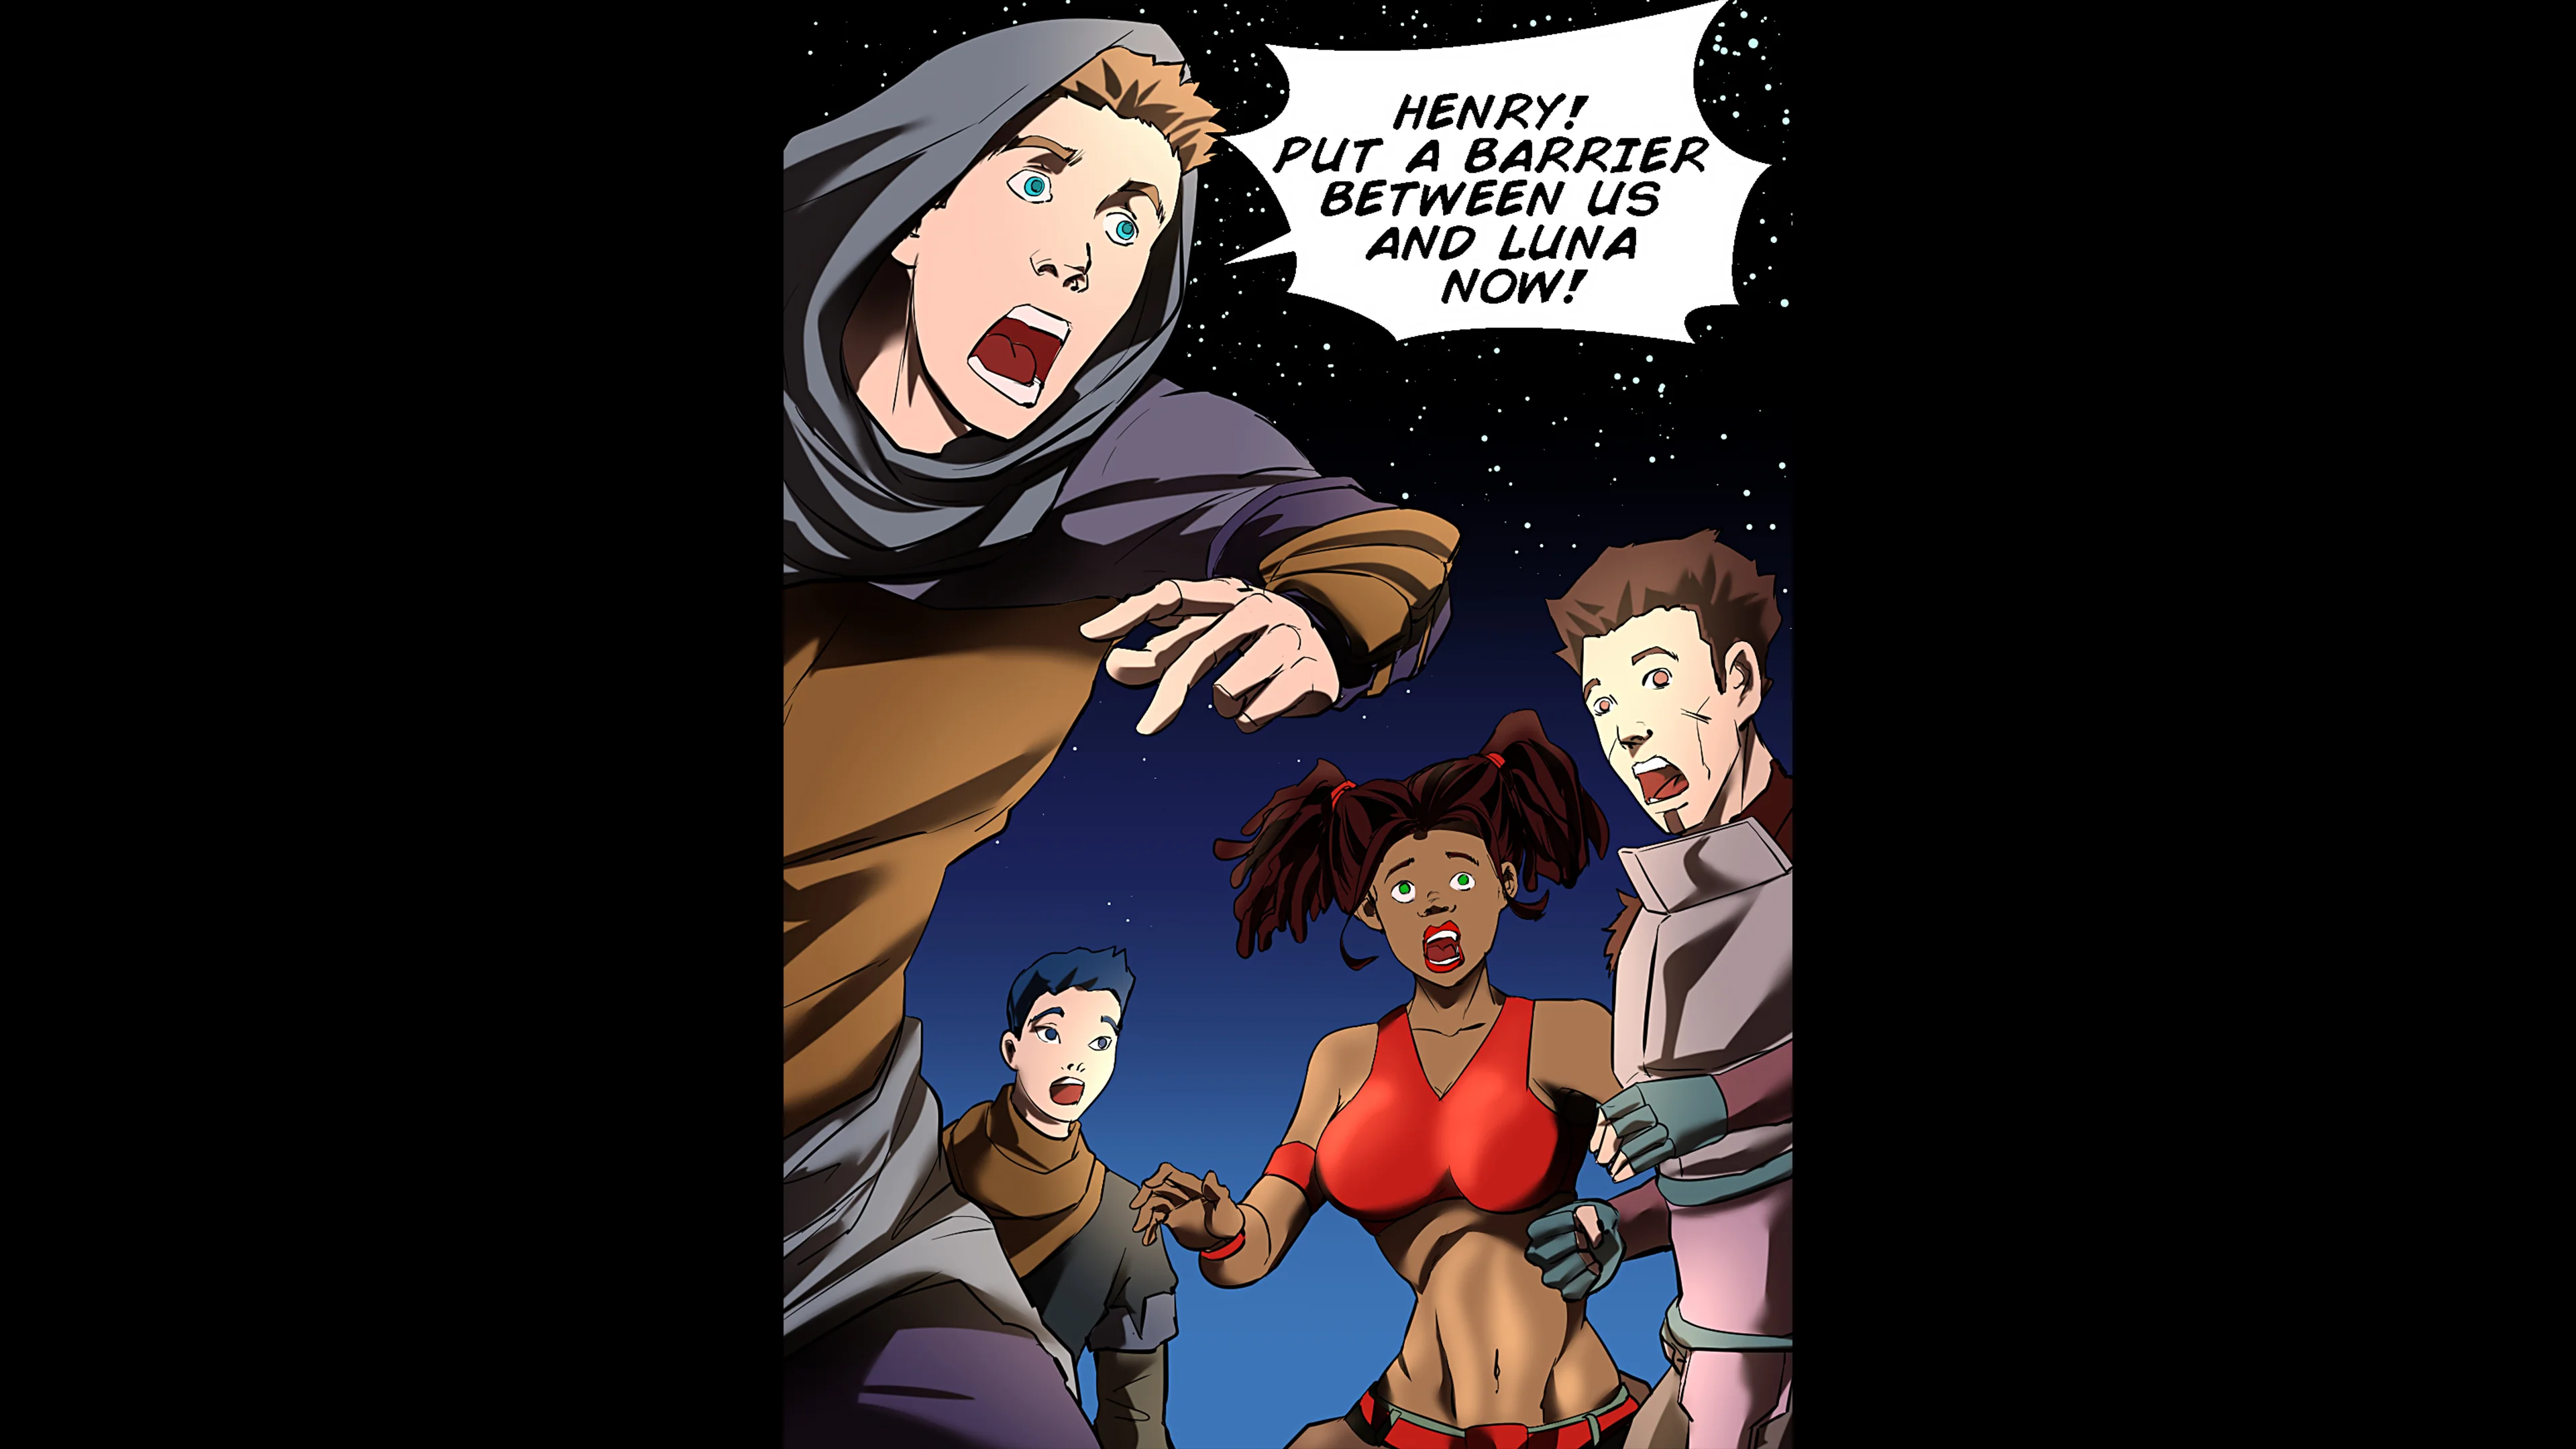 HENRY!
PUT A BARRIER
BETWEEN US
AND LUNA
NOW!